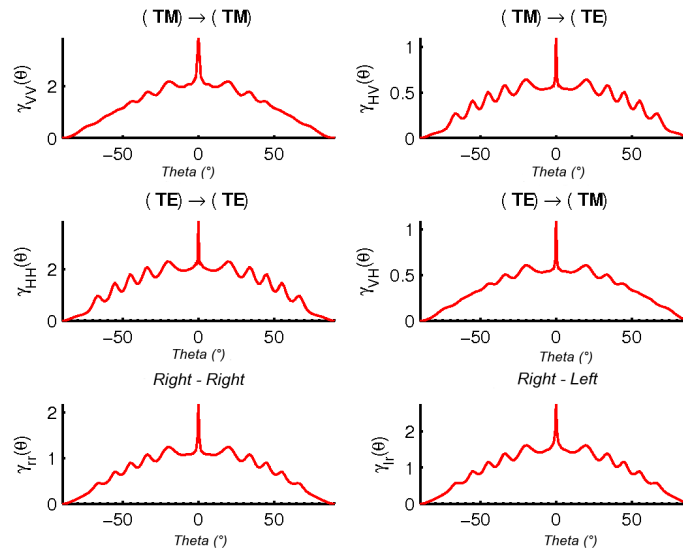 ( TM) → ( TM)
( TM) → ( TE)
γVV(θ)
2
0
−50
0
50
Theta (°)
γHV(θ)
1
0.5
0
−50
0
50
Theta (°)
( TE) → ( TE)
( TE) → ( TM)
γHH(θ)
2
0
−50
0
50
Theta (°)
γVH(θ)
1
0.5
0
−50
0
50
Theta (°)
Right - Right
Right - Left
γrr(θ)
2
1
0
−50
0
50
Theta (°)
γlr(θ)
2
1
0
−50
0
50
Theta (°)